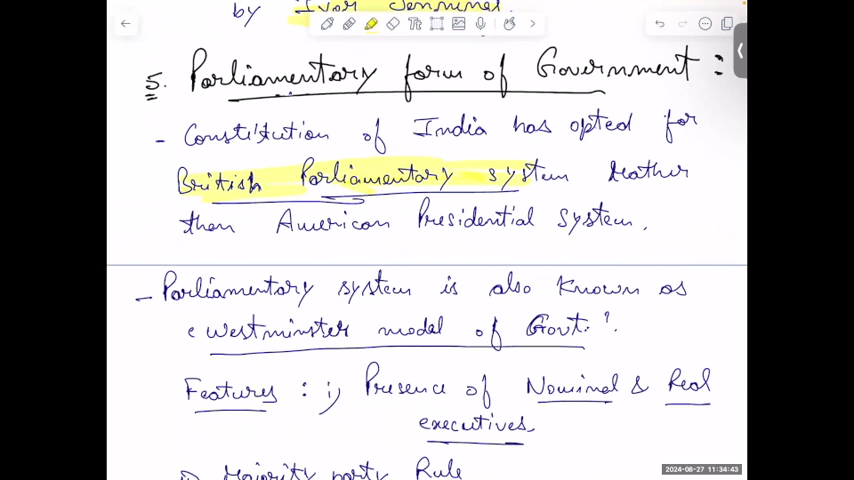 by Ivor Jennings.
5. Parliamentary form of Government :
- Constitution of India has opted for
British Parliamentary system Rather
than American Presidential System.
- Parliamentary system is also known as
'Westminster modal of Govt.'
Features : i) Presence of Nominal & Real
executives.
Majority party Rule
2024-08-27 11:34:43